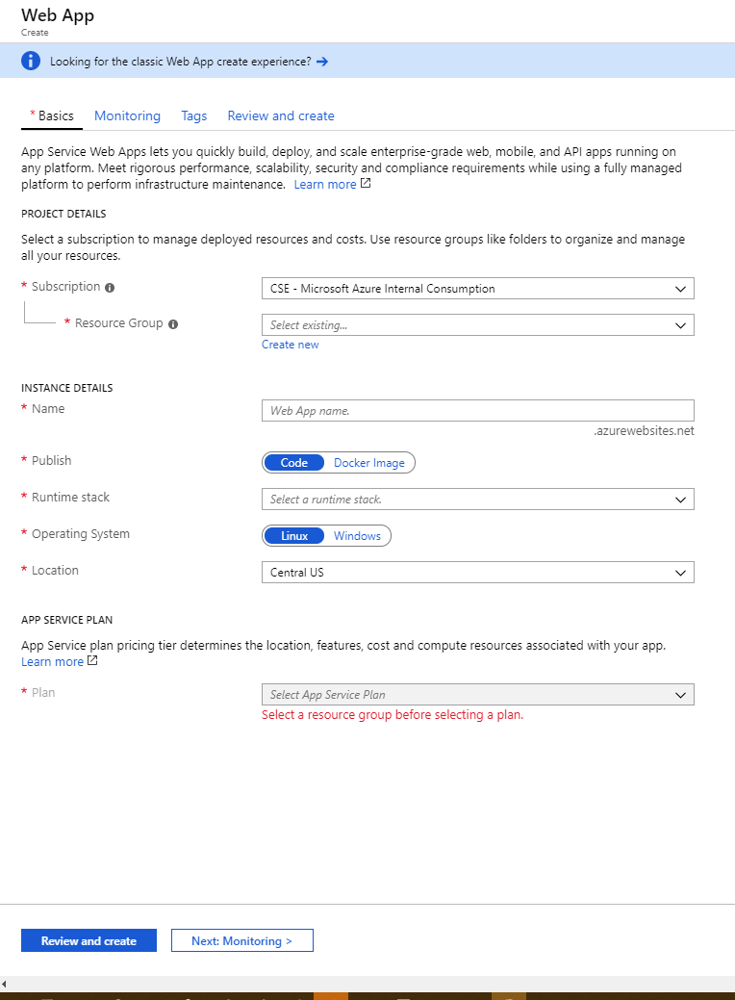 Web App
Create
Looking for the classic Web App create experience? →
* Basics Monitoring Tags Review and create
App Service Web Apps lets you quickly build, deploy, and scale enterprise-grade web, mobile, and API apps running on
any platform. Meet rigorous performance, scalability, security and compliance requirements while using a fully managed
platform to perform infrastructure maintenance. Learn more
PROJECT DETAILS
Select a subscription to manage deployed resources and costs. Use resource groups like folders to organize and manage
all your resources.
* Subscription CSE - Microsoft Azure Internal Consumption
* Resource Group Select existing...
Create new
INSTANCE DETAILS
* Name Web App name.
.azurewebsites.net
* Publish Code Docker Image
* Runtime stack Select a runtime stack.
* Operating System Linux Windows
* Location Central US
APP SERVICE PLAN
App Service plan pricing tier determines the location, features, cost and compute resources associated with your app.
Learn more
* Plan Select App Service Plan
Select a resource group before selecting a plan.
Review and create Next: Monitoring >